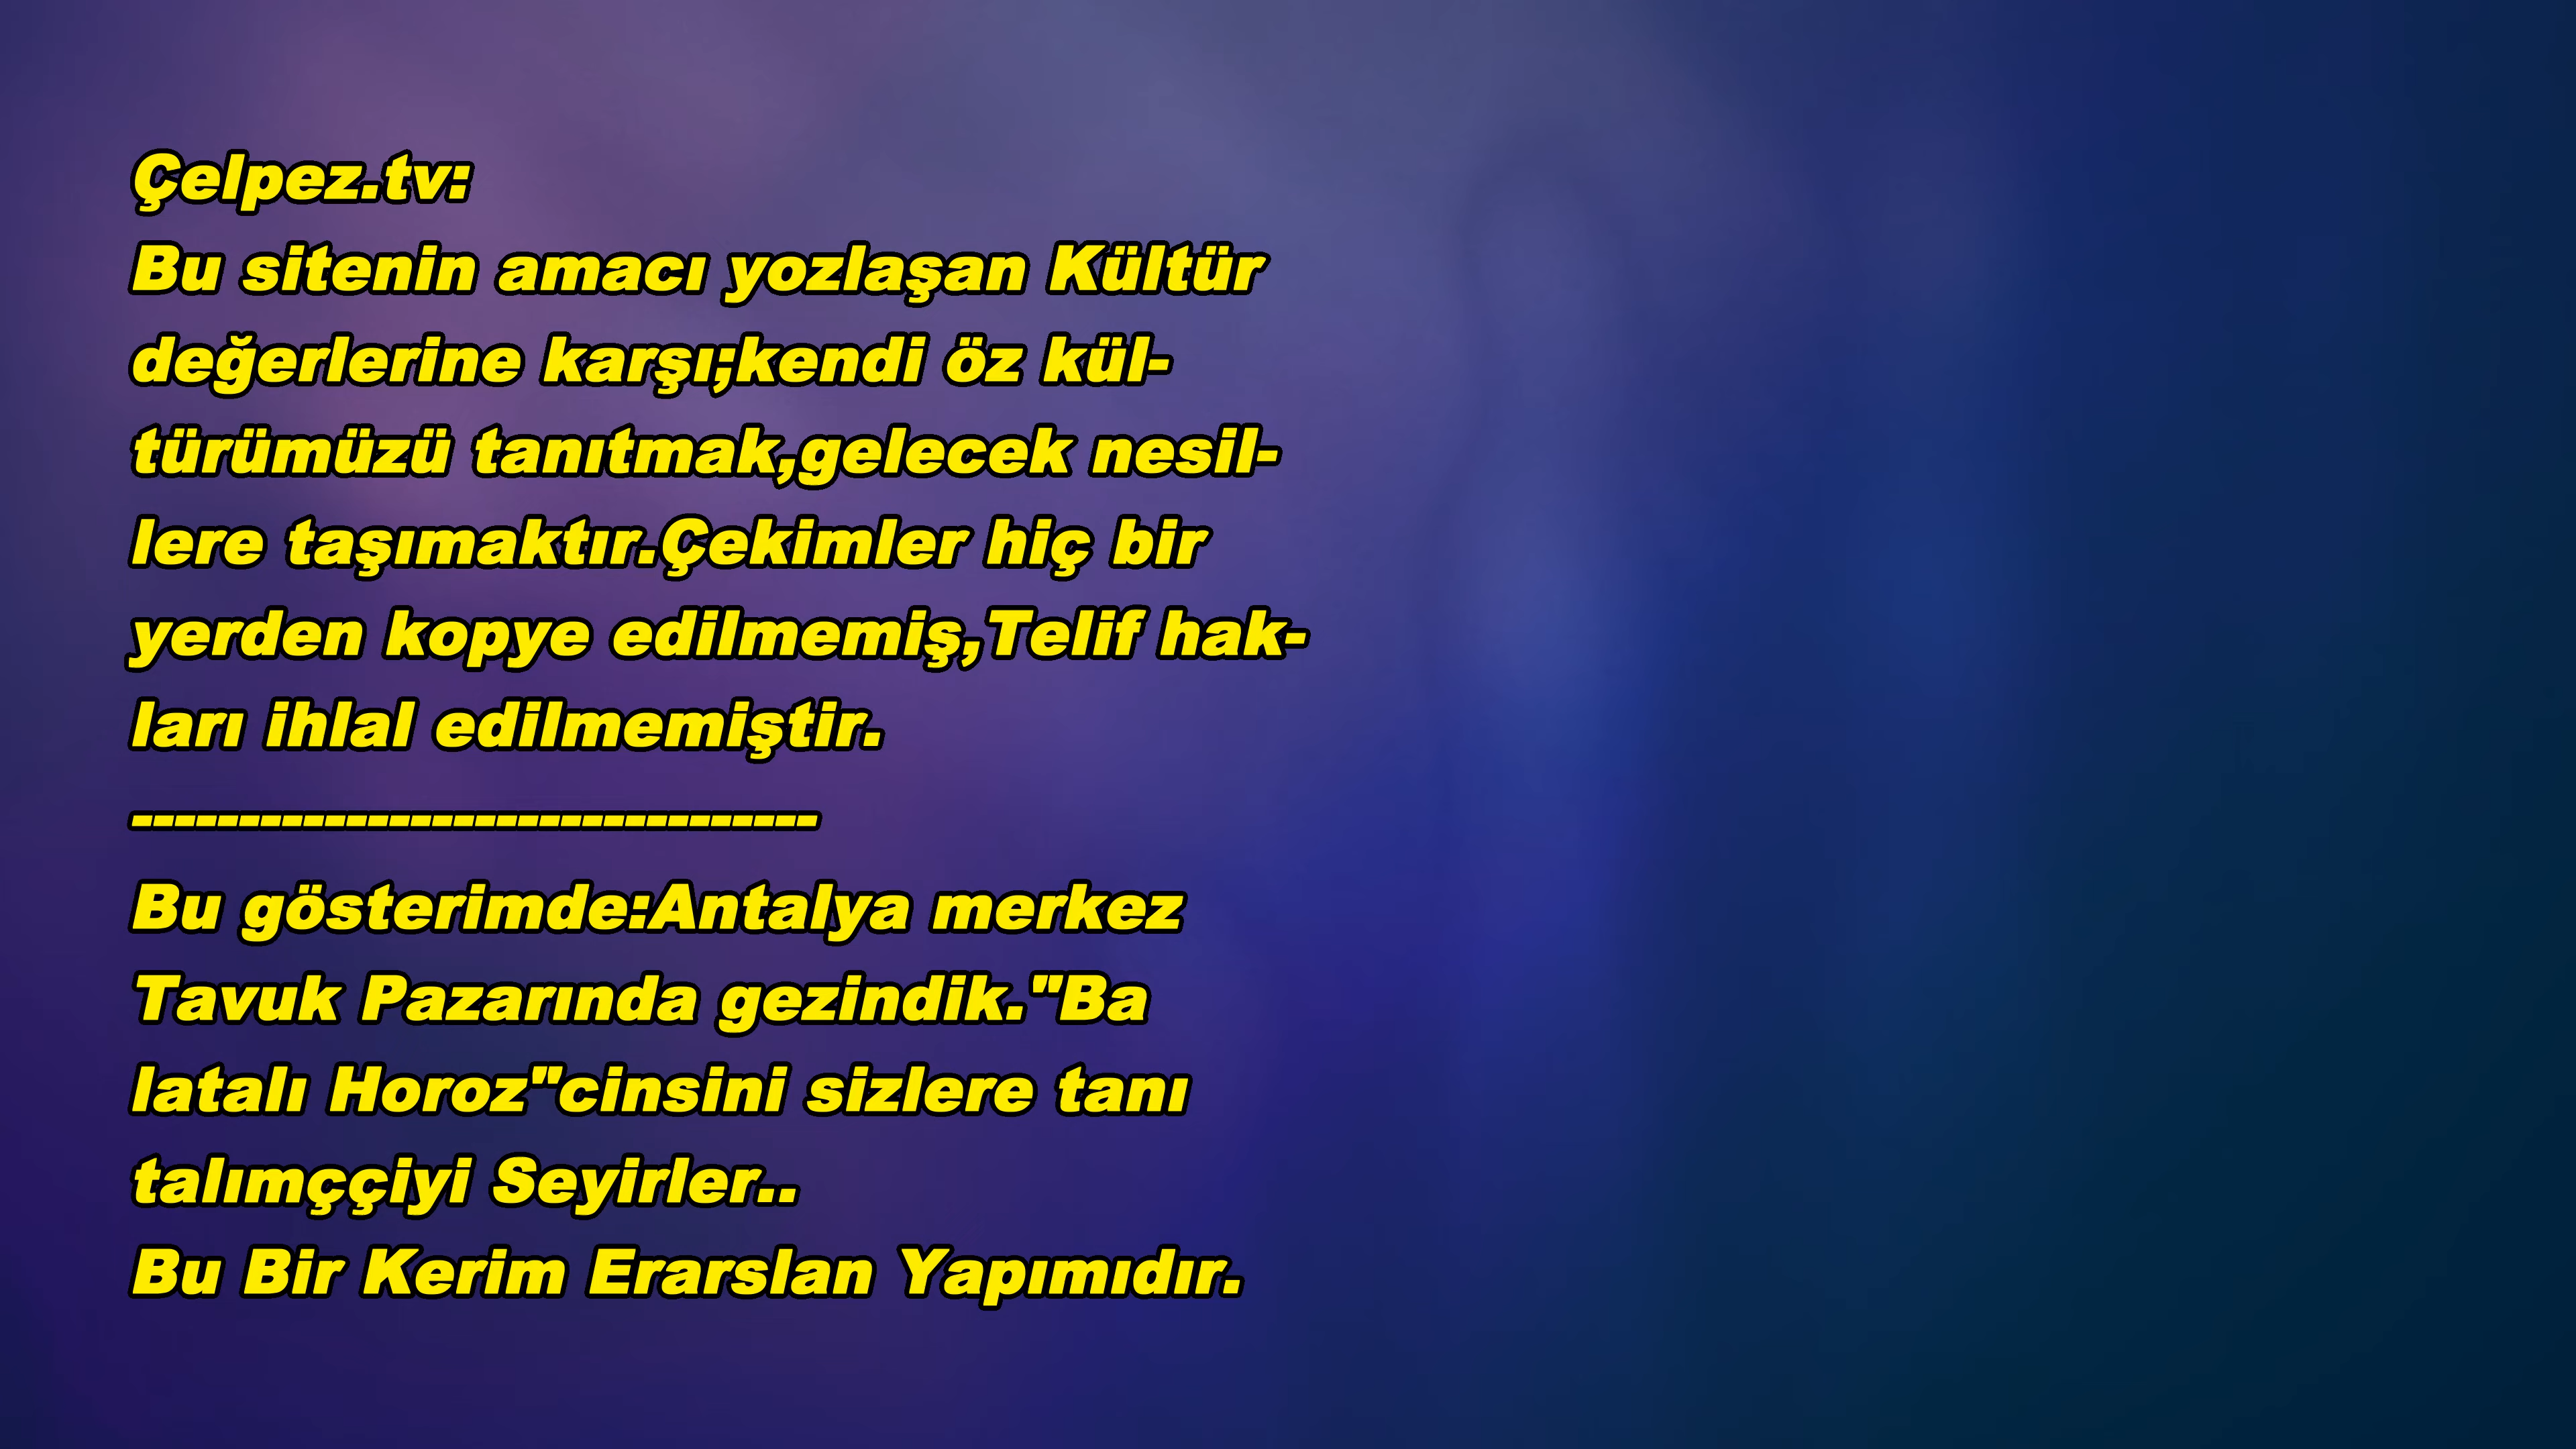 Çelpez.tv:
Bu sitenin amacı yozlaşan Kültür
değerlerine karşı;kendi öz kül-
türümüzü tanıtmak,gelecek nesil-
lere taşımaktır.Çekimler hiç bir
yerden kopye edilmemiş,Telif hak-
ları ihlal edilmemiştir.
--------------------------------
Bu gösterimde:Antalya merkez
Tavuk Pazarında gezindik."Ba
latalı Horoz"cinsini sizlere tanı
talımççiyi Seyirler..
Bu Bir Kerim Erarslan Yapımıdır.